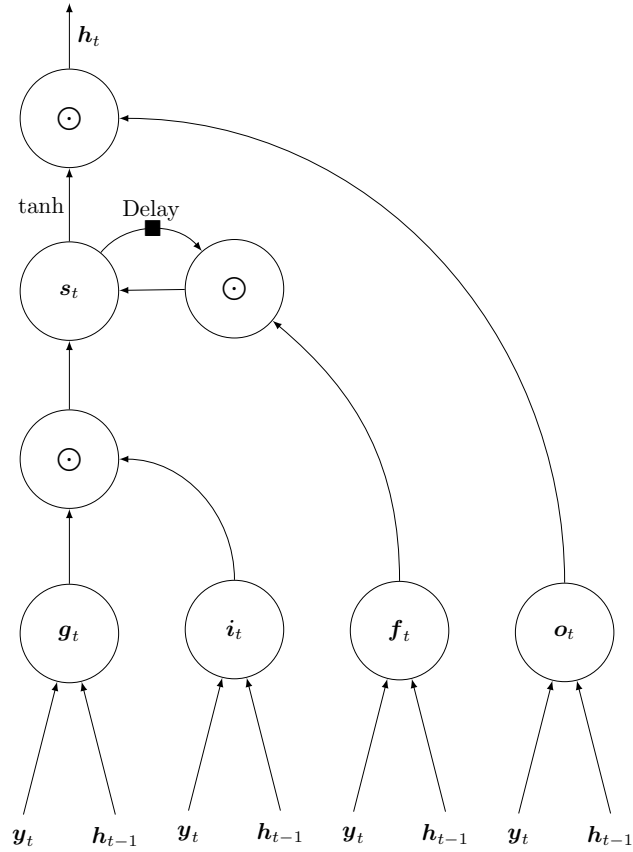 h_t
⊙
tanh
Delay
s_t
⊙
⊙
g_t i_t f_t o_t
y_t h_{t−1} y_t h_{t−1} y_t h_{t−1} y_t h_{t−1}